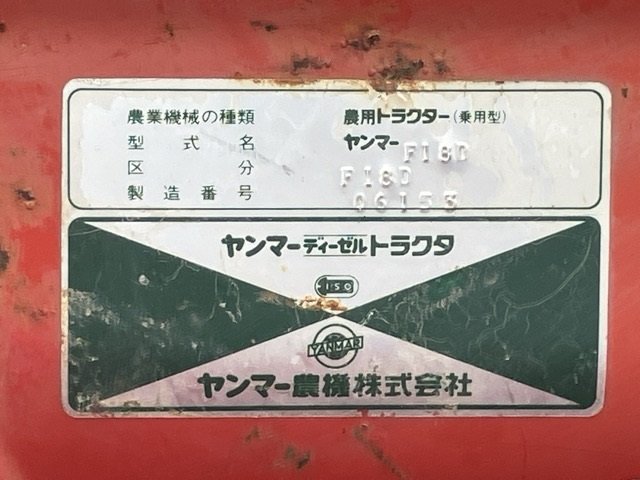 農業機械の種類 農用トラクター(乗用型)
型式名 ヤンマー F18D
区分 F18D
製造番号 06153
ヤンマーディーゼルトラクタ
ISO
YANMAR
ヤンマー農機株式会社